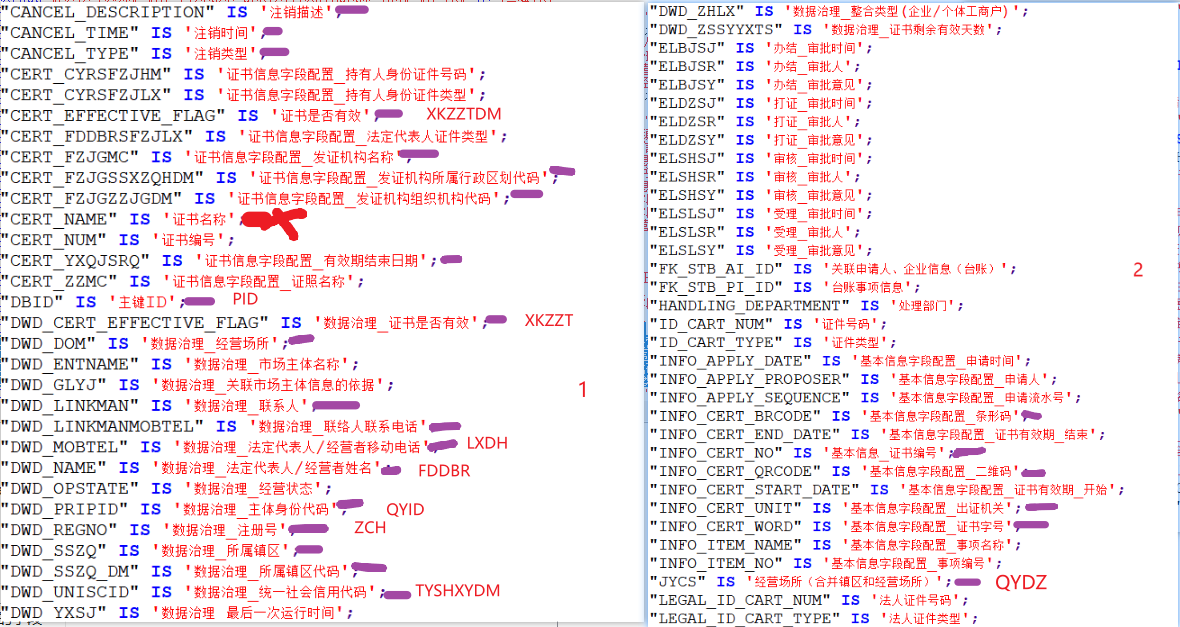 "CANCEL_DESCRIPTION" IS '注销描述';
"CANCEL_TIME" IS '注销时间';
"CANCEL_TYPE" IS '注销类型';
"CERT_CYRSFZJHM" IS '证书信息字段配置_持有人身份证件号码';
"CERT_CYRSFZJLX" IS '证书信息字段配置_持有人身份证件类型';
"CERT_EFFECTIVE_FLAG" IS '证书是否有效' XKZZTDM
"CERT_FDDBRSFZJLX" IS '证书信息字段配置_法定代表人证件类型';
"CERT_FZJGMC" IS '证书信息字段配置_发证机构名称'
"CERT_FZJGSSXZQHDM" IS '证书信息字段配置_发证机构所属行政区划代码';
"CERT_FZJGZZJGDM" IS '证书信息字段配置_发证机构组织机构代码';
"CERT_NAME" IS '证书名称'
"CERT_NUM" IS '证书编号';
"CERT_YXQJSRQ" IS '证书信息字段配置_有效期结束日期';
"CERT_ZZMC" IS '证书信息字段配置_证照名称';
"DBID" IS '主键ID'; PID
"DWD_CERT_EFFECTIVE_FLAG" IS '数据治理_证书是否有效'; XKZZT
"DWD_DOM" IS '数据治理_经营场所';
"DWD_ENTNAME" IS '数据治理_市场主体名称';
"DWD_GLYJ" IS '数据治理_关联市场主体信息的依据'; 1
"DWD_LINKMAN" IS '数据治理_联系人';
"DWD_LINKMANMOBTEL" IS '数据治理_联络人联系电话'
"DWD_MOBTEL" IS '数据治理_法定代表人/经营者移动电话' LXDH
"DWD_NAME" IS '数据治理_法定代表人/经营者姓名' FDDBR
"DWD_OPSTATE" IS '数据治理_经营状态';
"DWD_PRIPID" IS '数据治理_主体身份代码'; QYID
"DWD_REGNO" IS '数据治理_注册号' ZCH
"DWD_SSZQ" IS '数据治理_所属镇区'
"DWD_SSZQ_DM" IS '数据治理_所属镇区代码';
"DWD_UNISCID" IS '数据治理_统一社会信用代码'; TYSHXYDM
"DWD_YXSJ" IS '数据治理_最后一次运行时间';
"DWD_ZHLX" IS '数据治理_整合类型(企业/个体工商户)';
"DWD_ZSSYYXTS" IS '数据治理_证书剩余有效天数';
"ELBJSJ" IS '办结_审批时间';
"ELBJSR" IS '办结_审批人';
"ELBJSY" IS '办结_审批意见';
"ELDZSJ" IS '打证_审批时间';
"ELDZSR" IS '打证_审批人';
"ELDZSY" IS '打证_审批意见';
"ELSHSJ" IS '审核_审批时间';
"ELSHSR" IS '审核_审批人';
"ELSHSY" IS '审核_审批意见';
"ELSLSJ" IS '受理_审批时间';
"ELSLSR" IS '受理_审批人';
"ELSLSY" IS '受理_审批意见';
"FK_STB_AI_ID" IS '关联申请人、企业信息（台账）'; 2
"FK_STB_PI_ID" IS '台账事项信息';
"HANDLING_DEPARTMENT" IS '处理部门';
"ID_CART_NUM" IS '证件号码';
"ID_CART_TYPE" IS '证件类型';
"INFO_APPLY_DATE" IS '基本信息字段配置_申请时间';
"INFO_APPLY_PROPOSER" IS '基本信息字段配置_申请人';
"INFO_APPLY_SEQUENCE" IS '基本信息字段配置_申请流水号';
"INFO_CERT_BRCODE" IS '基本信息字段配置_条形码'
"INFO_CERT_END_DATE" IS '基本信息字段配置_证书有效期_结束';
"INFO_CERT_NO" IS '基本信息_证书编号';
"INFO_CERT_QRCODE" IS '基本信息字段配置_二维码'
"INFO_CERT_START_DATE" IS '基本信息字段配置_证书有效期_开始';
"INFO_CERT_UNIT" IS '基本信息字段配置_出证机关';
"INFO_CERT_WORD" IS '基本信息字段配置_证书字号';
"INFO_ITEM_NAME" IS '基本信息字段配置_事项名称';
"INFO_ITEM_NO" IS '基本信息字段配置_事项编号';
"JYCS" IS '经营场所（合并镇区和经营场所）'; QYDZ
"LEGAL_ID_CART_NUM" IS '法人证件号码';
"LEGAL_ID_CART_TYPE" IS '法人证件类型';